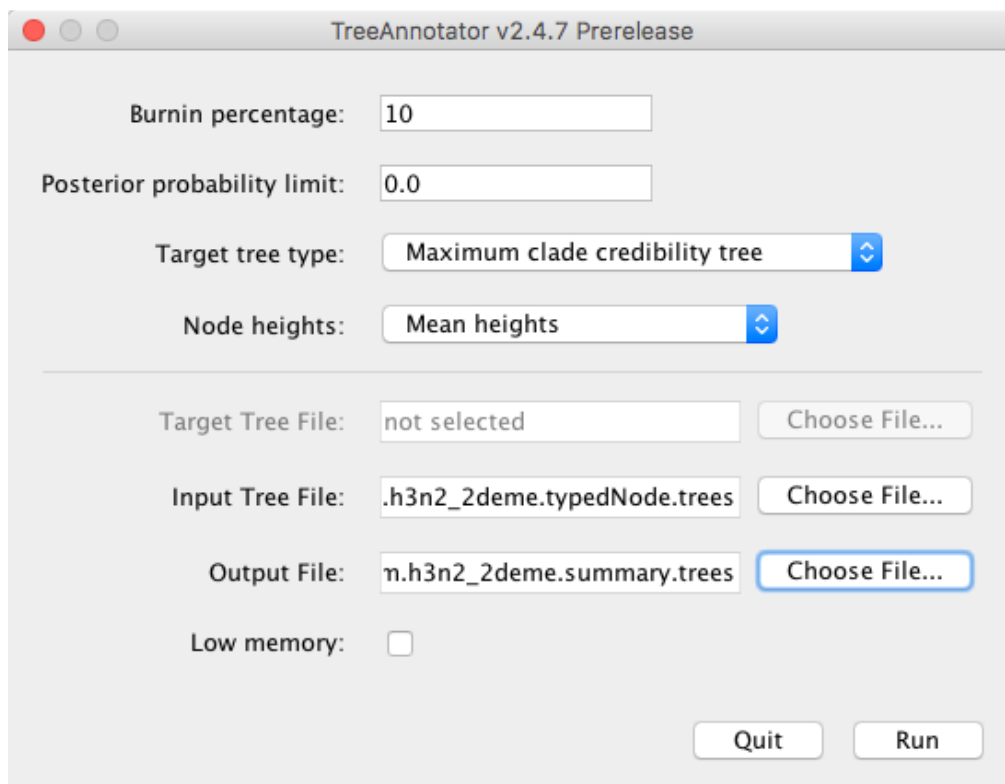 TreeAnnotator v2.4.7 Prerelease
Burnin percentage: 10
Posterior probability limit: 0.0
Target tree type: Maximum clade credibility tree
Node heights: Mean heights
Target Tree File: not selected Choose File...
Input Tree File: .h3n2_2deme.typedNode.trees Choose File...
Output File: n.h3n2_2deme.summary.trees Choose File...
Low memory:
Quit Run